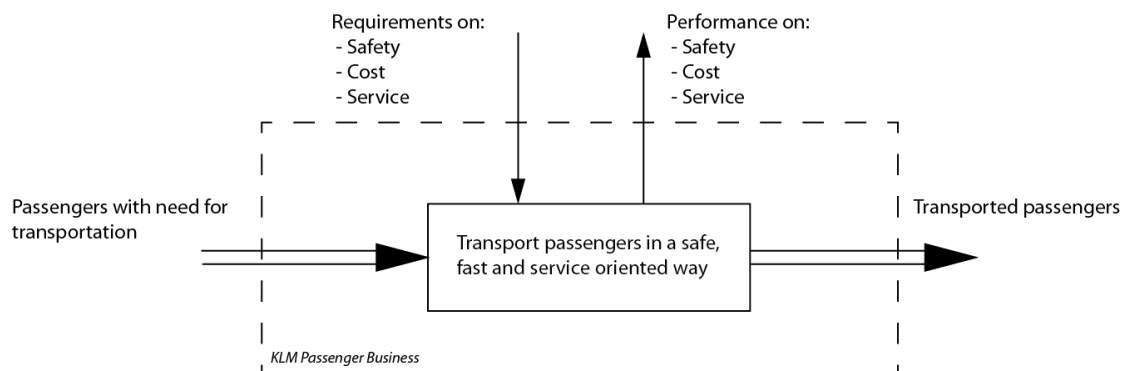 Requirements on:
- Safety
- Cost
- Service
Performance on:
- Safety
- Cost
- Service
Passengers with need for
transportation
Transport passengers in a safe,
fast and service oriented way
Transported passengers
KLM Passenger Business